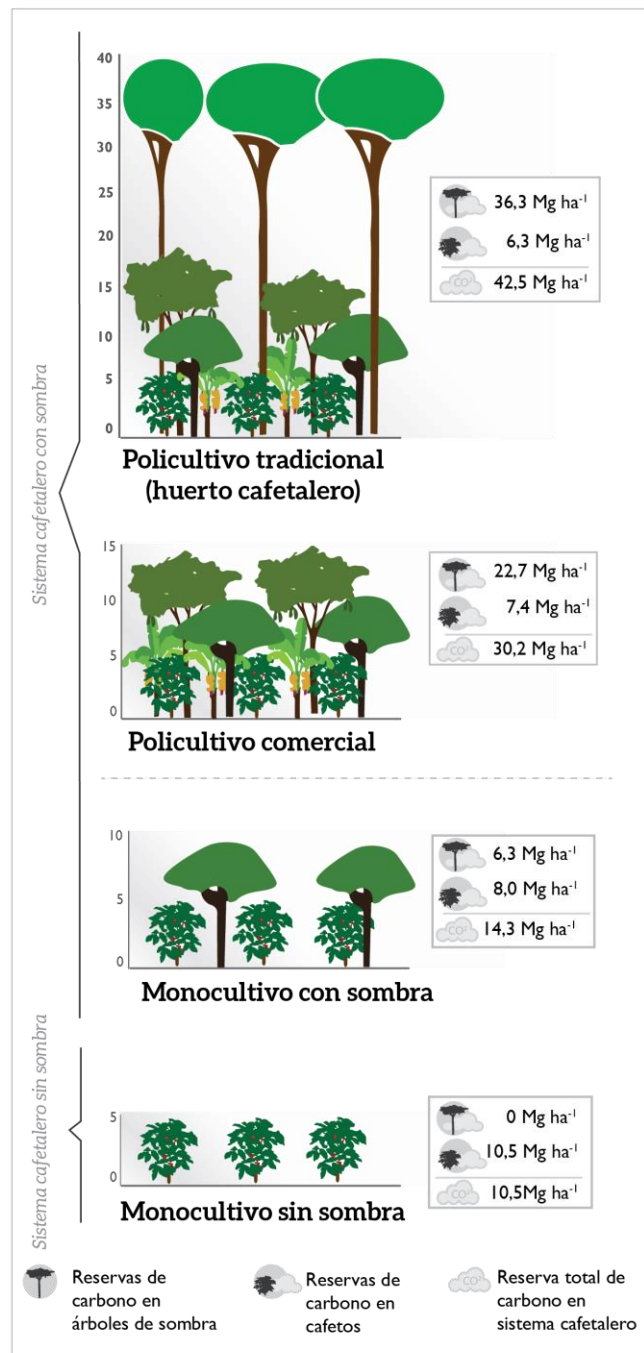 Sistema cafetalero con sombra
40
35
30
25
20
15
10
5
0
36,3 Mg ha⁻¹
6,3 Mg ha⁻¹
CO²
42,5 Mg ha⁻¹
Policultivo tradicional
(huerto cafetalero)
15
10
5
0
22,7 Mg ha⁻¹
7,4 Mg ha⁻¹
CO²
30,2 Mg ha⁻¹
Policultivo comercial
10
5
0
6,3 Mg ha⁻¹
8,0 Mg ha⁻¹
CO²
14,3 Mg ha⁻¹
Monocultivo con sombra
Sistema cafetalero sin sombra
5
0
0 Mg ha⁻¹
10,5 Mg ha⁻¹
CO²
10,5Mg ha⁻¹
Monocultivo sin sombra
Reservas de
carbono en
árboles de sombra
Reservas de
carbono en
cafetos
CO²
Reserva total de
carbono en
sistema cafetalero